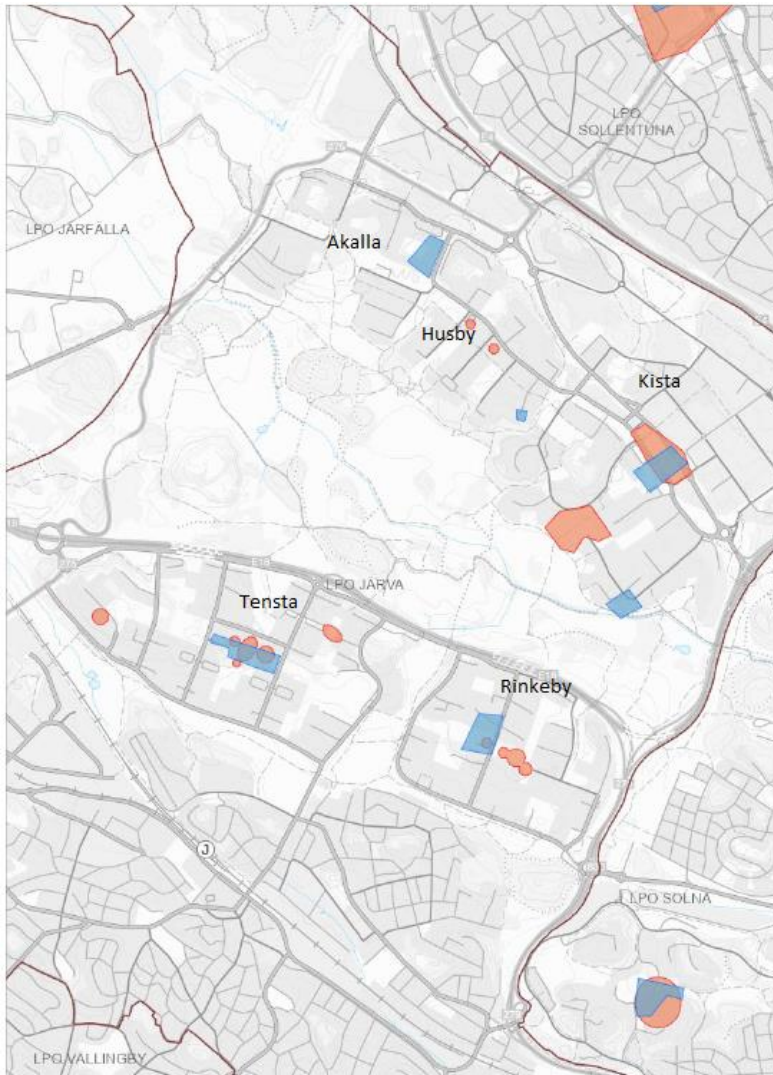 LPO
SOLLENTUNA
LPO JÄRFÄLLA
Akalla
Husby
Kista
LPO JÄRVA
Tensta
Rinkeby
J
LPO SOLNA
LPO VÄLLINGBY